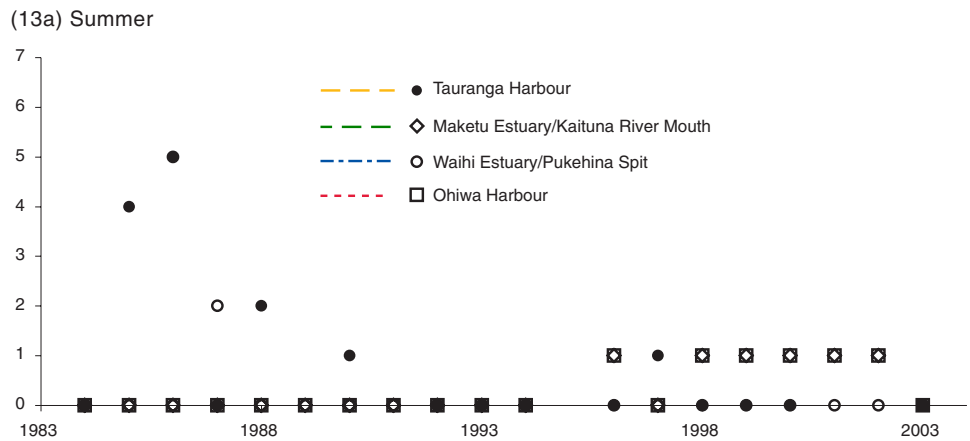 (13a) Summer
7
6
5
4
3
2
1
0
Tauranga Harbour
Maketu Estuary/Kaituna River Mouth
Waihi Estuary/Pukehina Spit
Ohiwa Harbour
1983 1988 1993 1998 2003